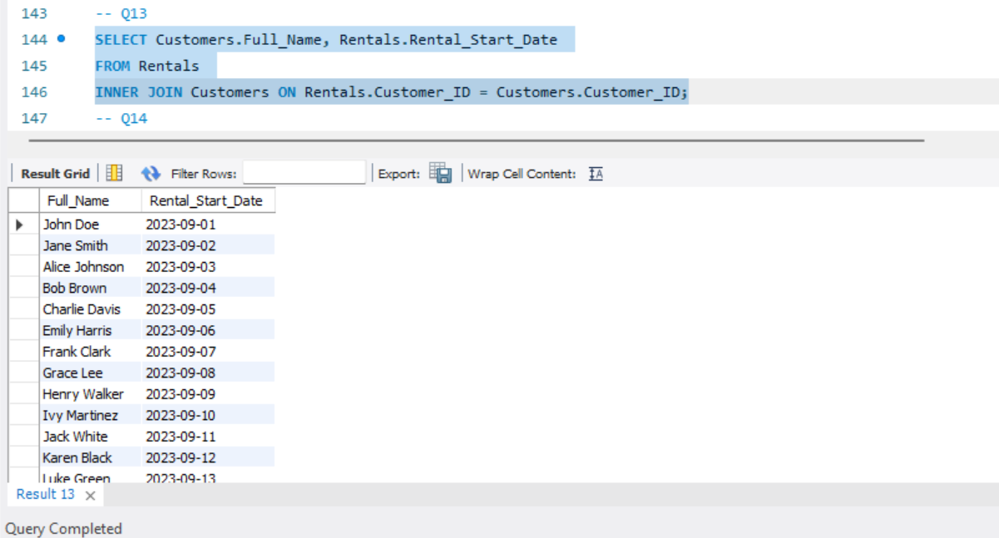 143 -- Q13
144 SELECT Customers.Full_Name, Rentals.Rental_Start_Date
145 FROM Rentals
146 INNER JOIN Customers ON Rentals.Customer_ID = Customers.Customer_ID;
147 -- Q14
Result Grid Filter Rows: Export: Wrap Cell Content: IA
Full_Name Rental_Start_Date
John Doe 2023-09-01
Jane Smith 2023-09-02
Alice Johnson 2023-09-03
Bob Brown 2023-09-04
Charlie Davis 2023-09-05
Emily Harris 2023-09-06
Frank Clark 2023-09-07
Grace Lee 2023-09-08
Henry Walker 2023-09-09
Ivy Martinez 2023-09-10
Jack White 2023-09-11
Karen Black 2023-09-12
Luke Green 2023-09-13
Result 13
Query Completed